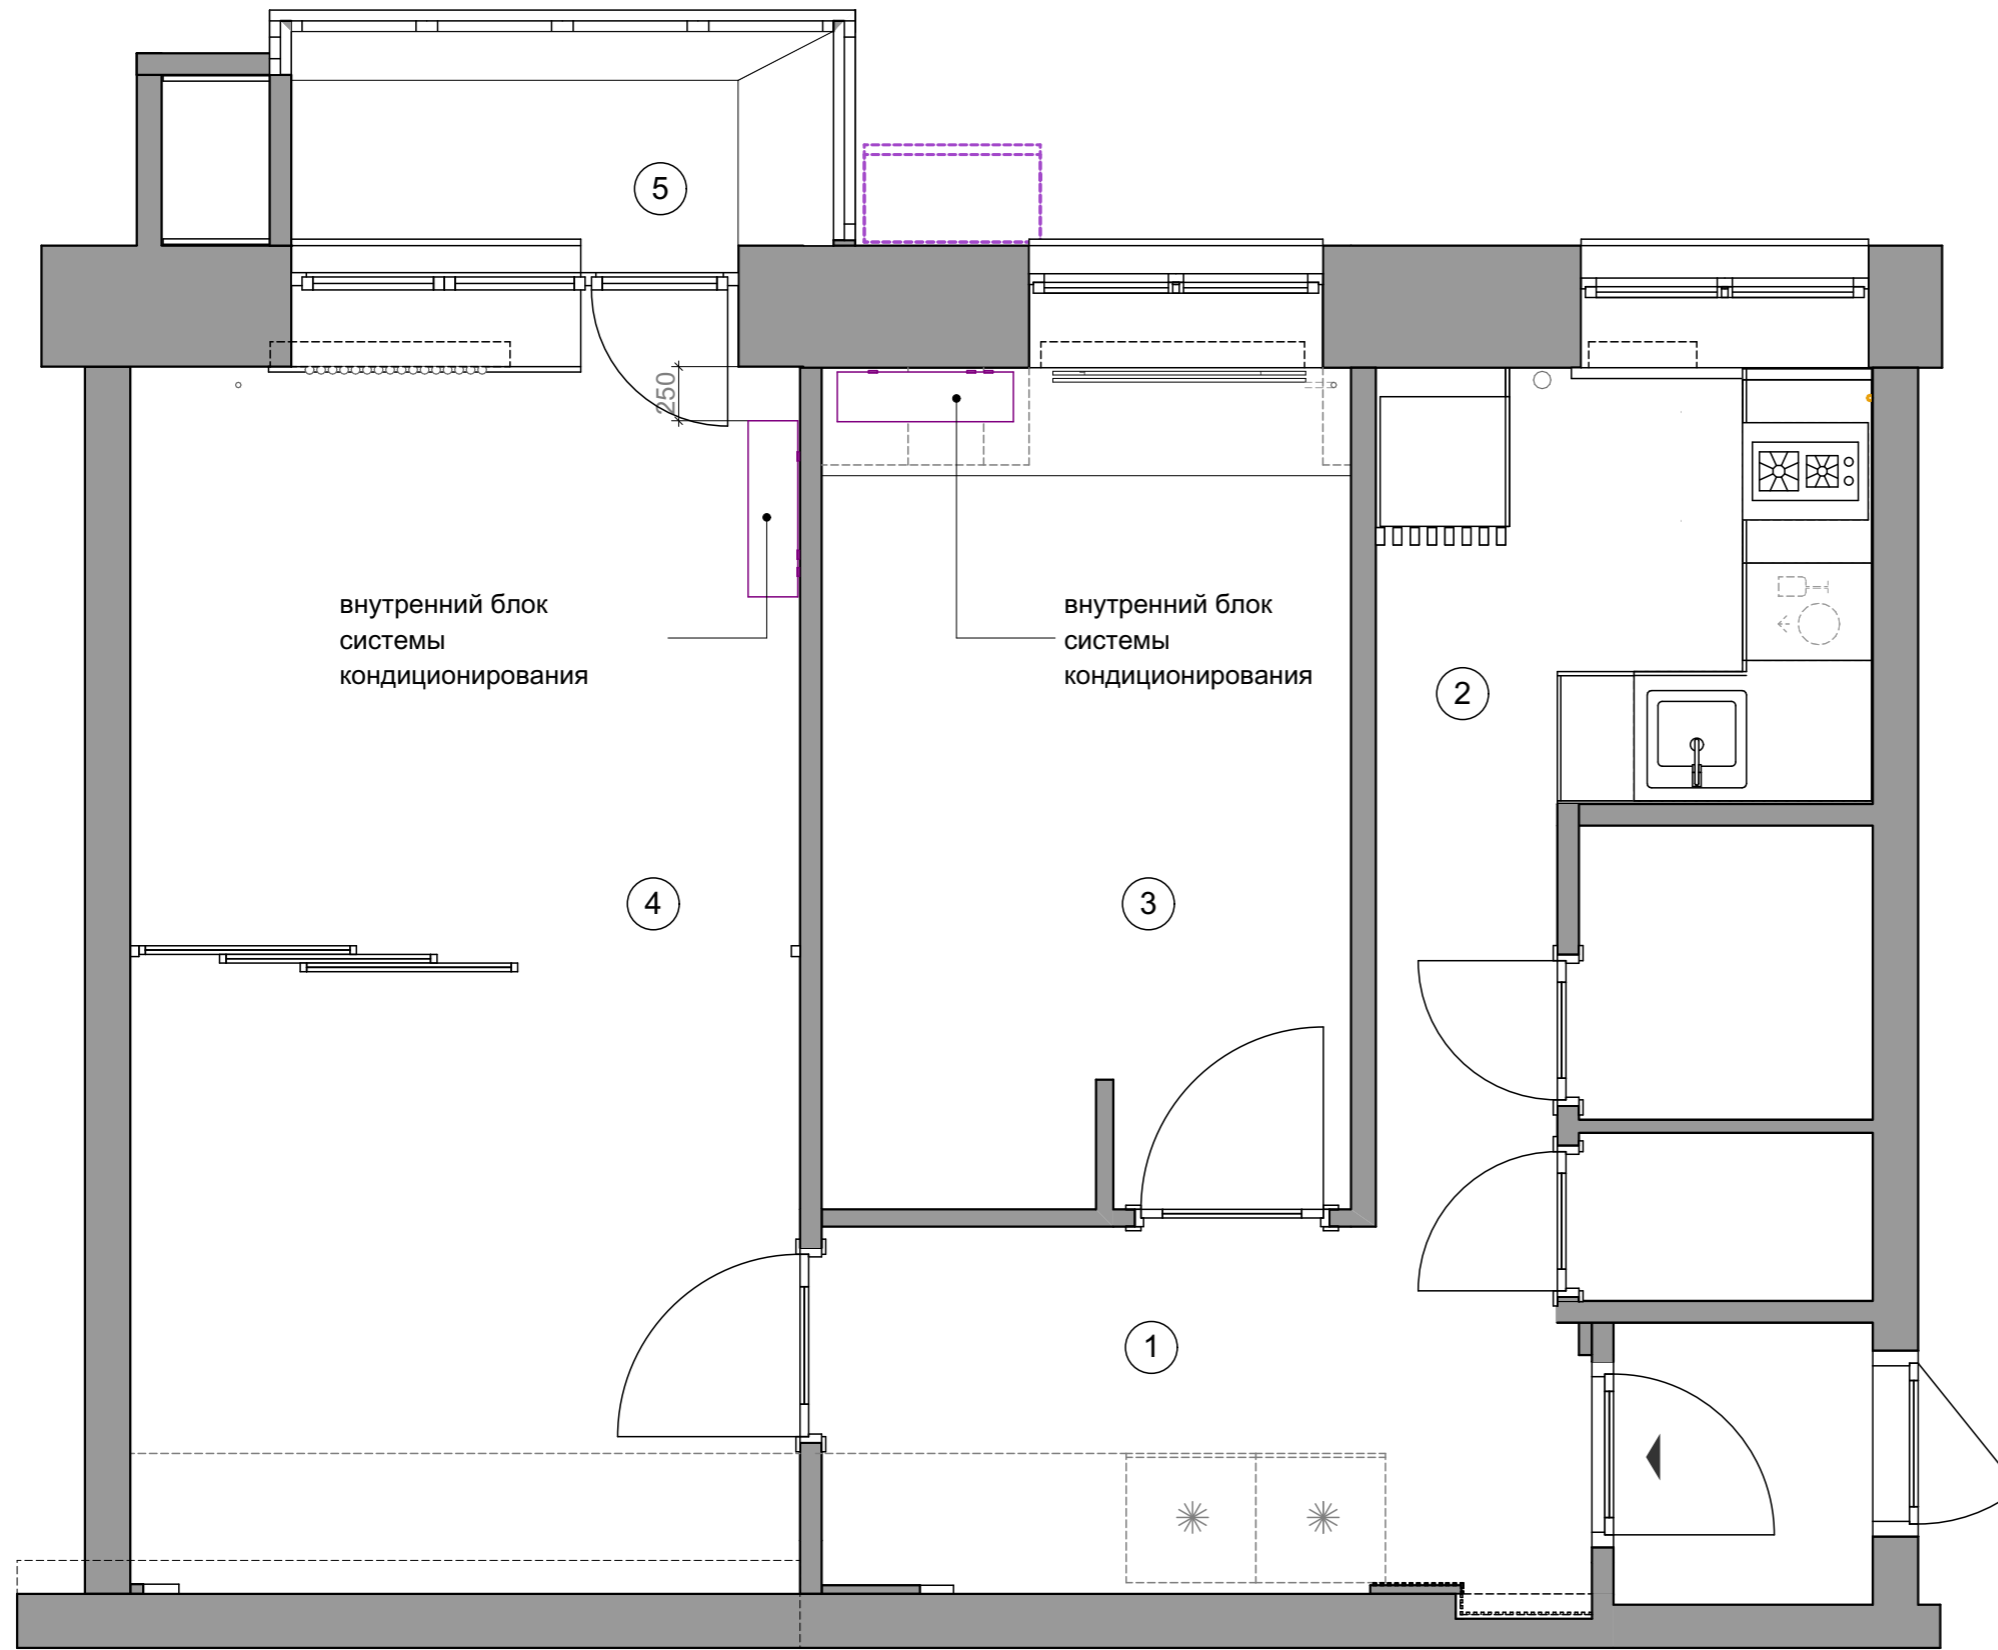 5
250
внутренний блок
системы
кондиционирования
внутренний блок
системы
кондиционирования
2
4
3
1